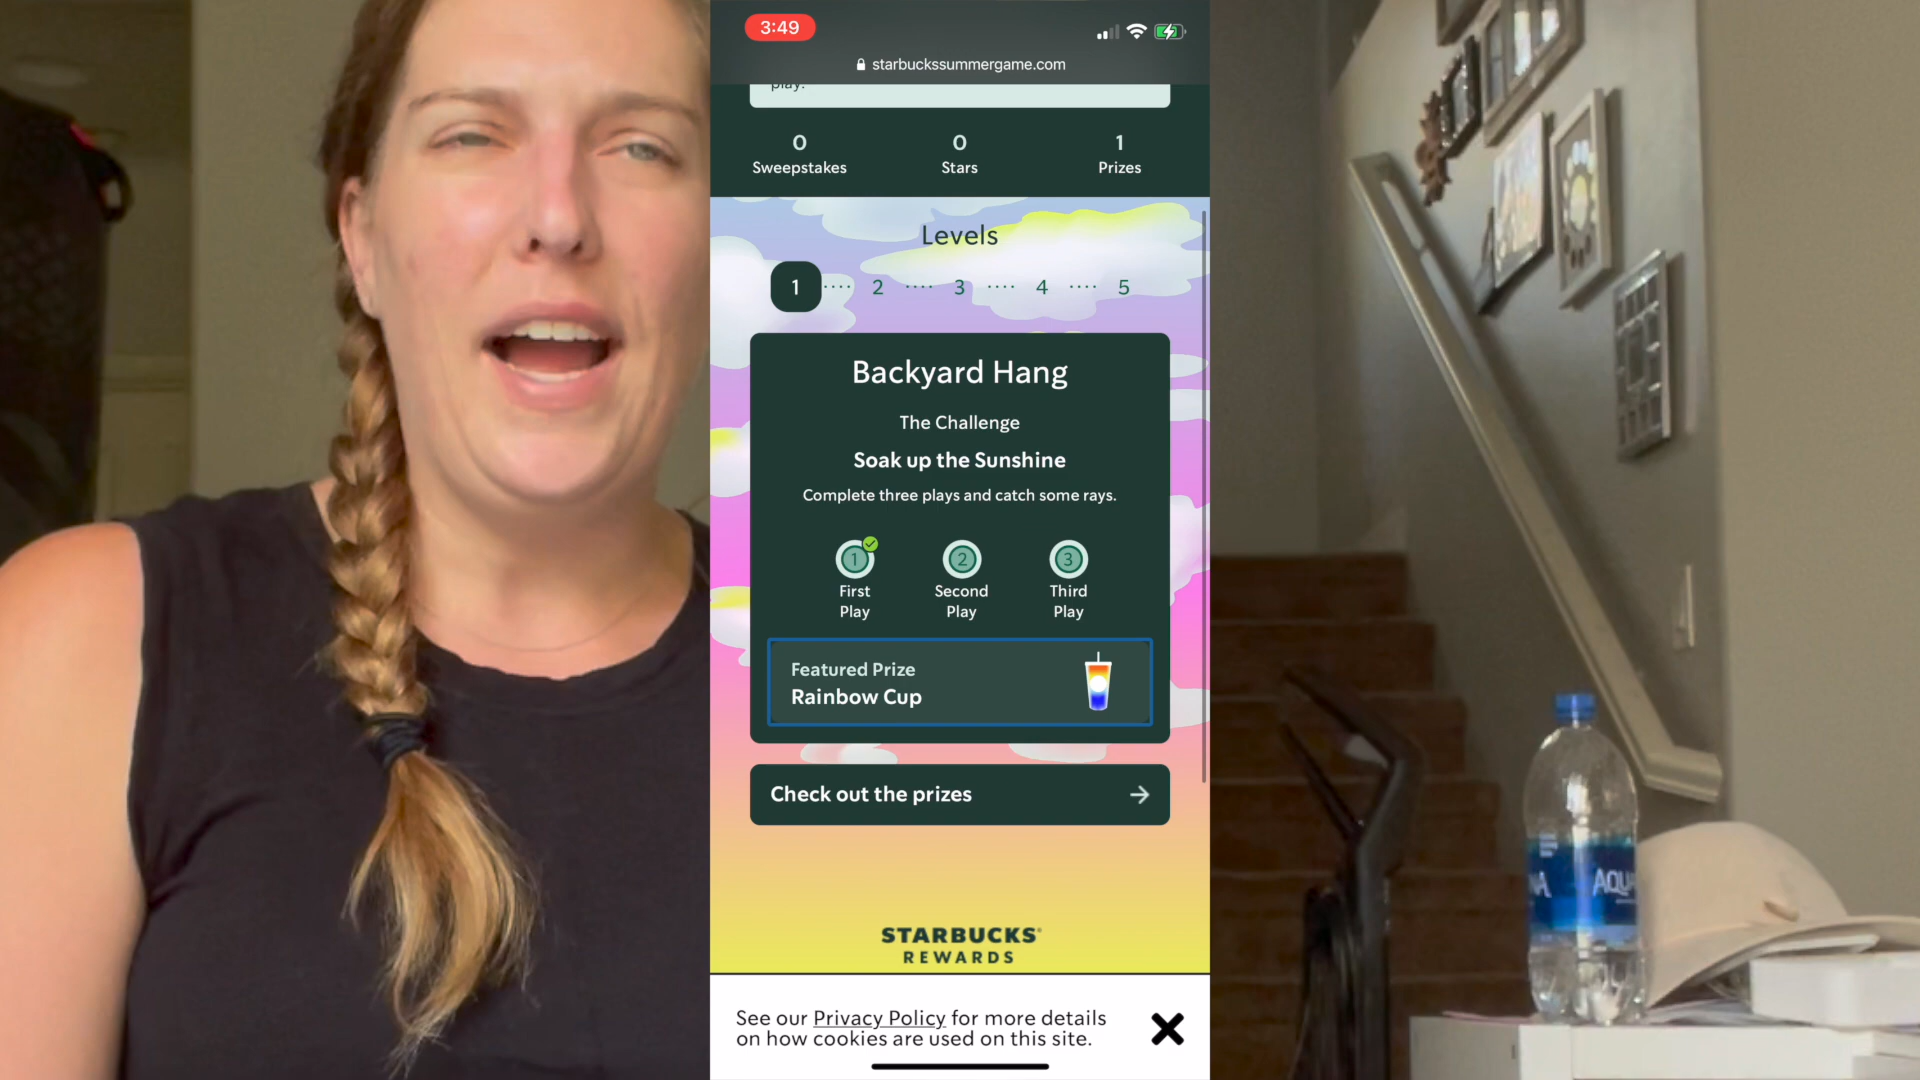 3:49
starbuckssummergame.com
play.
0
Sweepstakes
0
Stars
1
Prizes
Levels
1 .... 2 .... 3 .... 4 .... 5
Backyard Hang
The Challenge
Soak up the Sunshine
Complete three plays and catch some rays.
1
First
Play
2
Second
Play
3
Third
Play
Featured Prize
Rainbow Cup
Check out the prizes
STARBUCKS®
REWARDS
See our Privacy Policy for more details
on how cookies are used on this site.
NA AQU